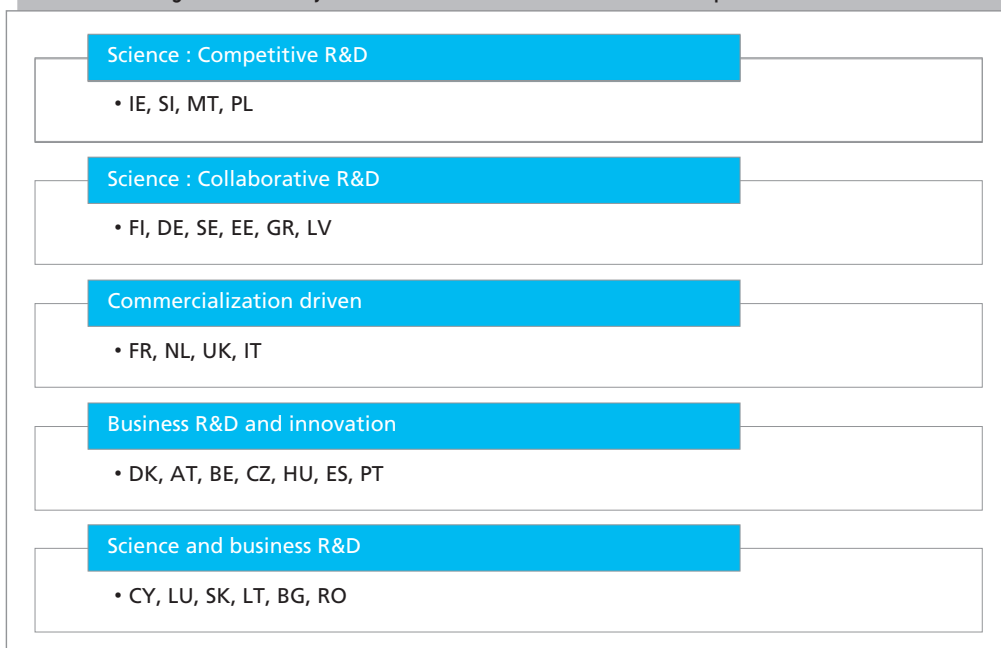 Science : Competitive R&D
• IE, SI, MT, PL
Science : Collaborative R&D
• FI, DE, SE, EE, GR, LV
Commercialization driven
• FR, NL, UK, IT
Business R&D and innovation
• DK, AT, BE, CZ, HU, ES, PT
Science and business R&D
• CY, LU, SK, LT, BG, RO